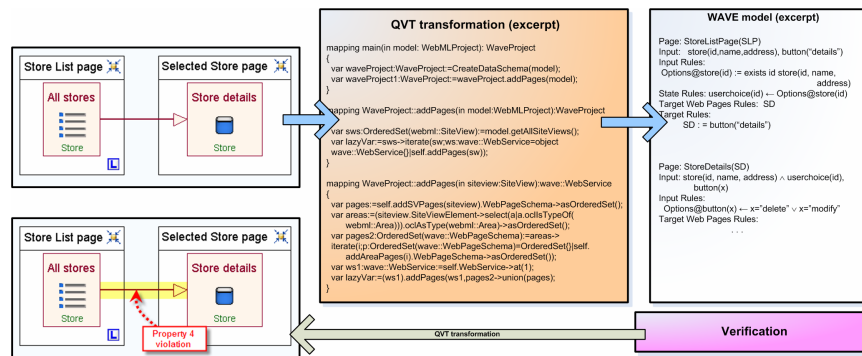 Store List page
Selected Store page
All stores
Store details
Store
Store
L
QVT transformation (excerpt)
mapping main(in model: WebMLProject): WaveProject
{
var waveProject:WaveProject:=CreateDataSchema(model);
var waveProject1:WaveProject:=waveProject.addPages(model);
}
mapping WaveProject::addPages(in model:WebMLProject):WaveProject
{
var sws:OrderedSet(webml::SiteView):=model.getAllSiteViews();
var lazyVar:=sws->iterate(sw;ws:wave::WebService=object
wave::WebService{}|self.addPages(sw));
}
mapping WaveProject::addPages(in siteview:SiteView):wave::WebService
{
var pages:=self.addSVPages(siteview).WebPageSchema->asOrderedSet();
var areas:=(siteview.SiteViewElement->select(a|a.oclIsTypeOf(
webml::Area))).oclAsType(webml::Area)->asOrderedSet();
var pages2:OrderedSet(wave::WebPageSchema):=areas->
iterate(i;p:OrderedSet(wave::WebPageSchema)=OrderedSet{}|self.
addAreaPages(i).WebPageSchema->asOrderedSet());
var ws1:wave::WebService:=self.WebService->at(1);
var lazyVar:=(ws1).addPages(ws1,pages2->union(pages);
}
WAVE model (excerpt)
Page: StoreListPage(SLP)
Input: store(id,name,address), button(“details”)
Input Rules:
Options@store(id) := exists id store(id, name,
address)
State Rules: userchoice(id) ← Options@store(id)
Target Web Pages Rules: SD
Target Rules:
SD : = button(“details”)
Page: StoreDetails(SD)
Input: store(id, name, address) ∧ userchoice(id),
button(x)
Input Rules:
Options@button(x) ← x=”delete” ∨ x=”modify”
Target Web Pages Rules:
. . .
Store List page
Selected Store page
All stores
Store details
Store
Store
L
Property 4
violation
QVT transformation
Verification